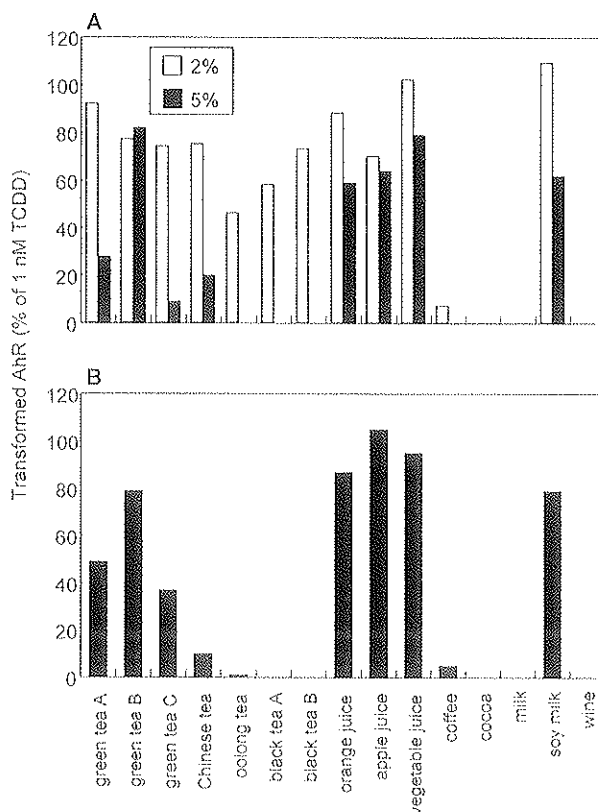 A
120
100
80
60
40
20
0
2%
5%
Transformed AhR (% of 1 nM TCDD)
B
120
100
80
60
40
20
0
green tea A
green tea B
green tea C
Chinese tea
oolong tea
black tea A
black tea B
orange juice
apple juice
vegetable juice
coffee
cocoa
milk
soy milk
wine